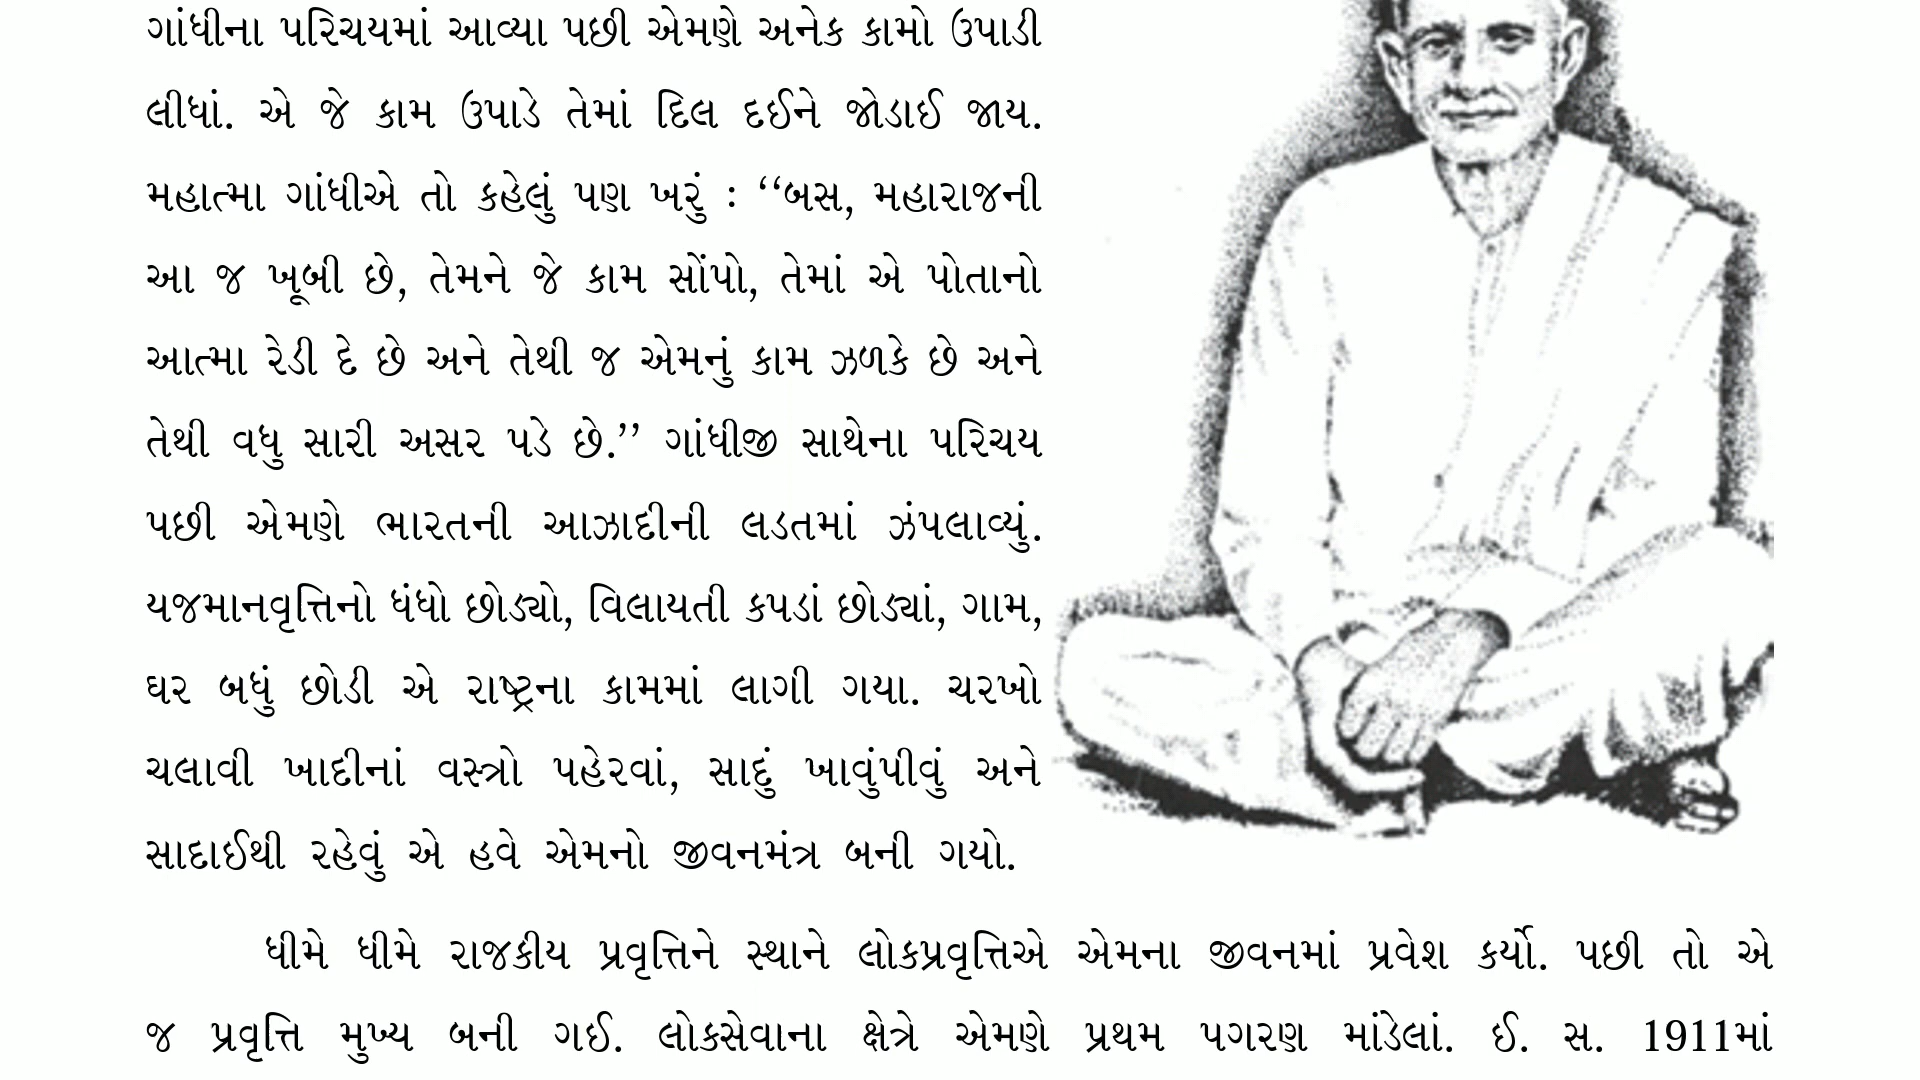 ગાંધીના પરિચયમાં આવ્યા પછી એમણે અનેક કામો ઉપાડી
લીધાં. એ જે કામ ઉપાડે તેમાં દિલ દઈને જોડાઈ જાય.
મહાત્મા ગાંધીએ તો કહેલું પણ ખરું : ‘‘બસ, મહારાજની
આ જ ખૂબી છે, તેમને જે કામ સોંપો, તેમાં એ પોતાનો
આત્મા રેડી દે છે અને તેથી જ એમનું કામ ઝળકે છે અને
તેથી વધુ સારી અસર પડે છે.’’ ગાંધીજી સાથેના પરિચય
પછી એમણે ભારતની આઝાદીની લડતમાં ઝંપલાવ્યું.
યજમાનવૃત્તિનો ધંધો છોડ્યો, વિલાયતી કપડાં છોડ્યાં, ગામ,
ઘર બધું છોડી એ રાષ્ટ્રના કામમાં લાગી ગયા. ચરખો
ચલાવી ખાદીનાં વસ્ત્રો પહેરવાં, સાદું ખાવુંપીવું અને
સાદાઈથી રહેવું એ હવે એમનો જીવનમંત્ર બની ગયો.
ધીમે ધીમે રાજકીય પ્રવૃત્તિને સ્થાને લોકપ્રવૃત્તિએ એમના જીવનમાં પ્રવેશ કર્યો. પછી તો એ
જ પ્રવૃત્તિ મુખ્ય બની ગઈ. લોકસેવાના ક્ષેત્રે એમણે પ્રથમ પગરણ માંડેલાં. ઈ. સ. 1911માં